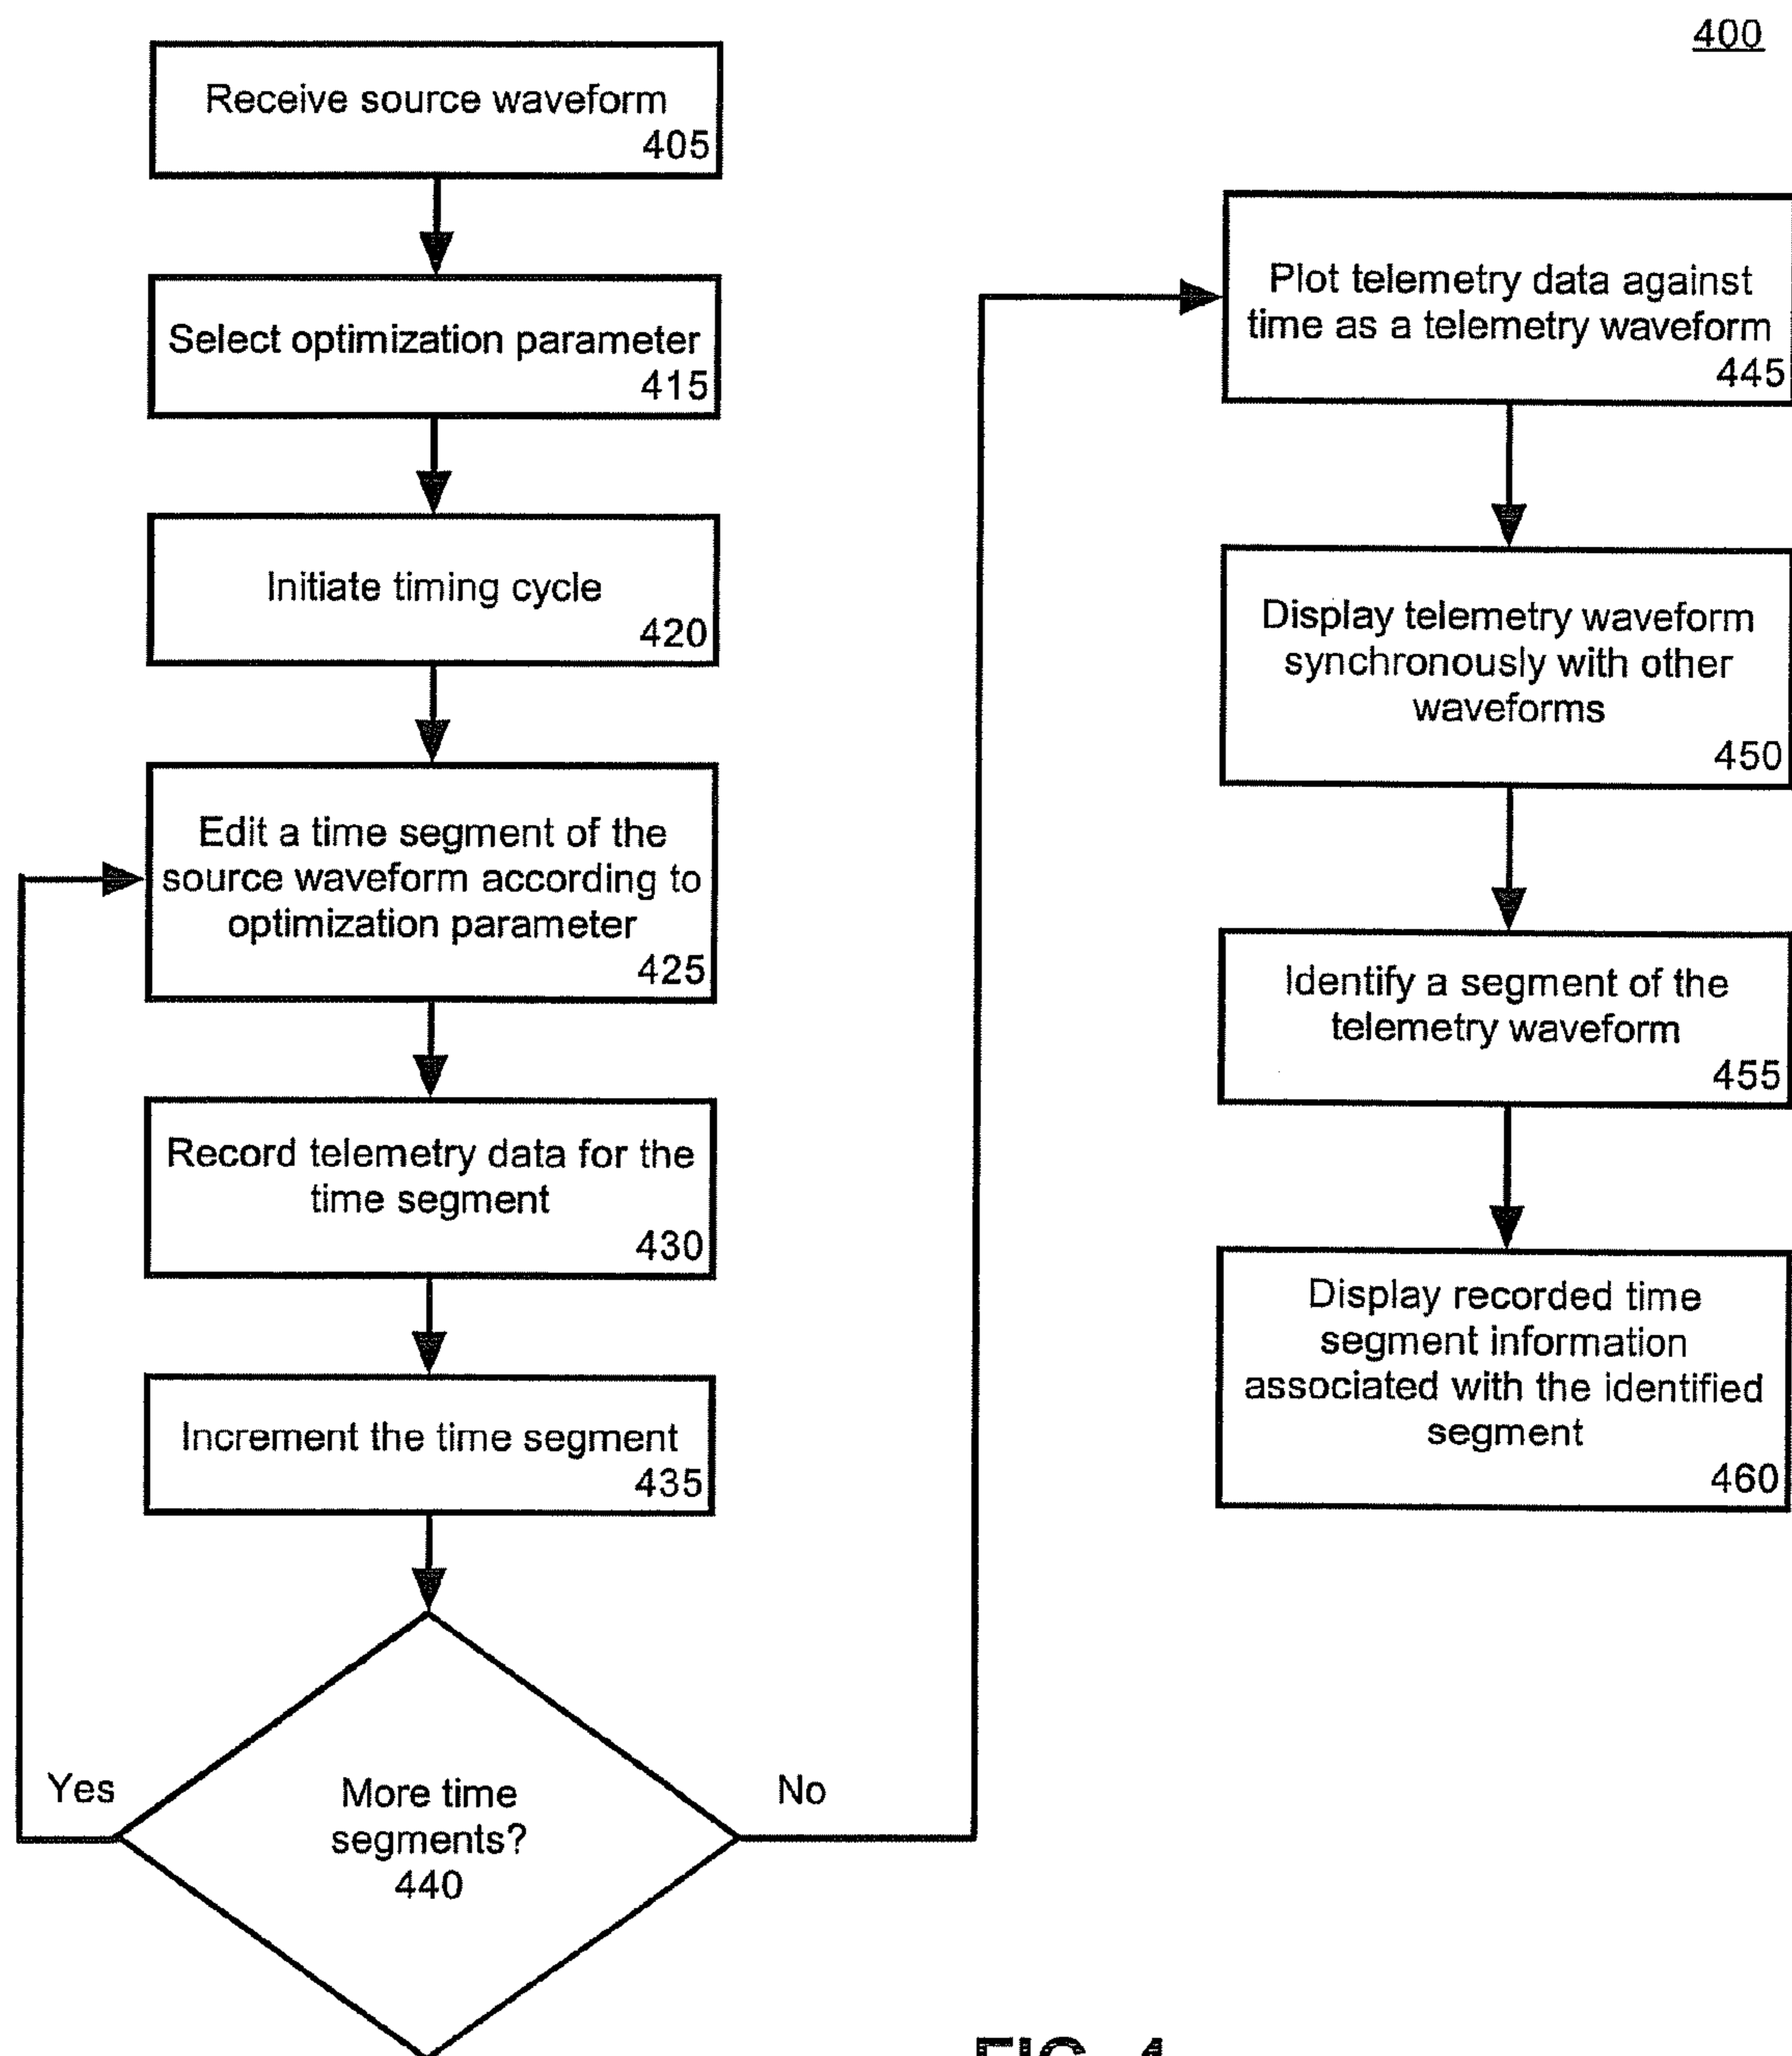 400
Receive source waveform
405
Select optimization parameter
415
Initiate timing cycle
420
Edit a time segment of the
source waveform according to
optimization parameter
425
Record telemetry data for the
time segment
430
Increment the time segment
435
More time
segments?
440
Yes
No
Plot telemetry data against
time as a telemetry waveform
445
Display telemetry waveform
synchronously with other
waveforms
450
Identify a segment of the
telemetry waveform
455
Display recorded time
segment information
associated with the identified
segment
460
FIG. 4